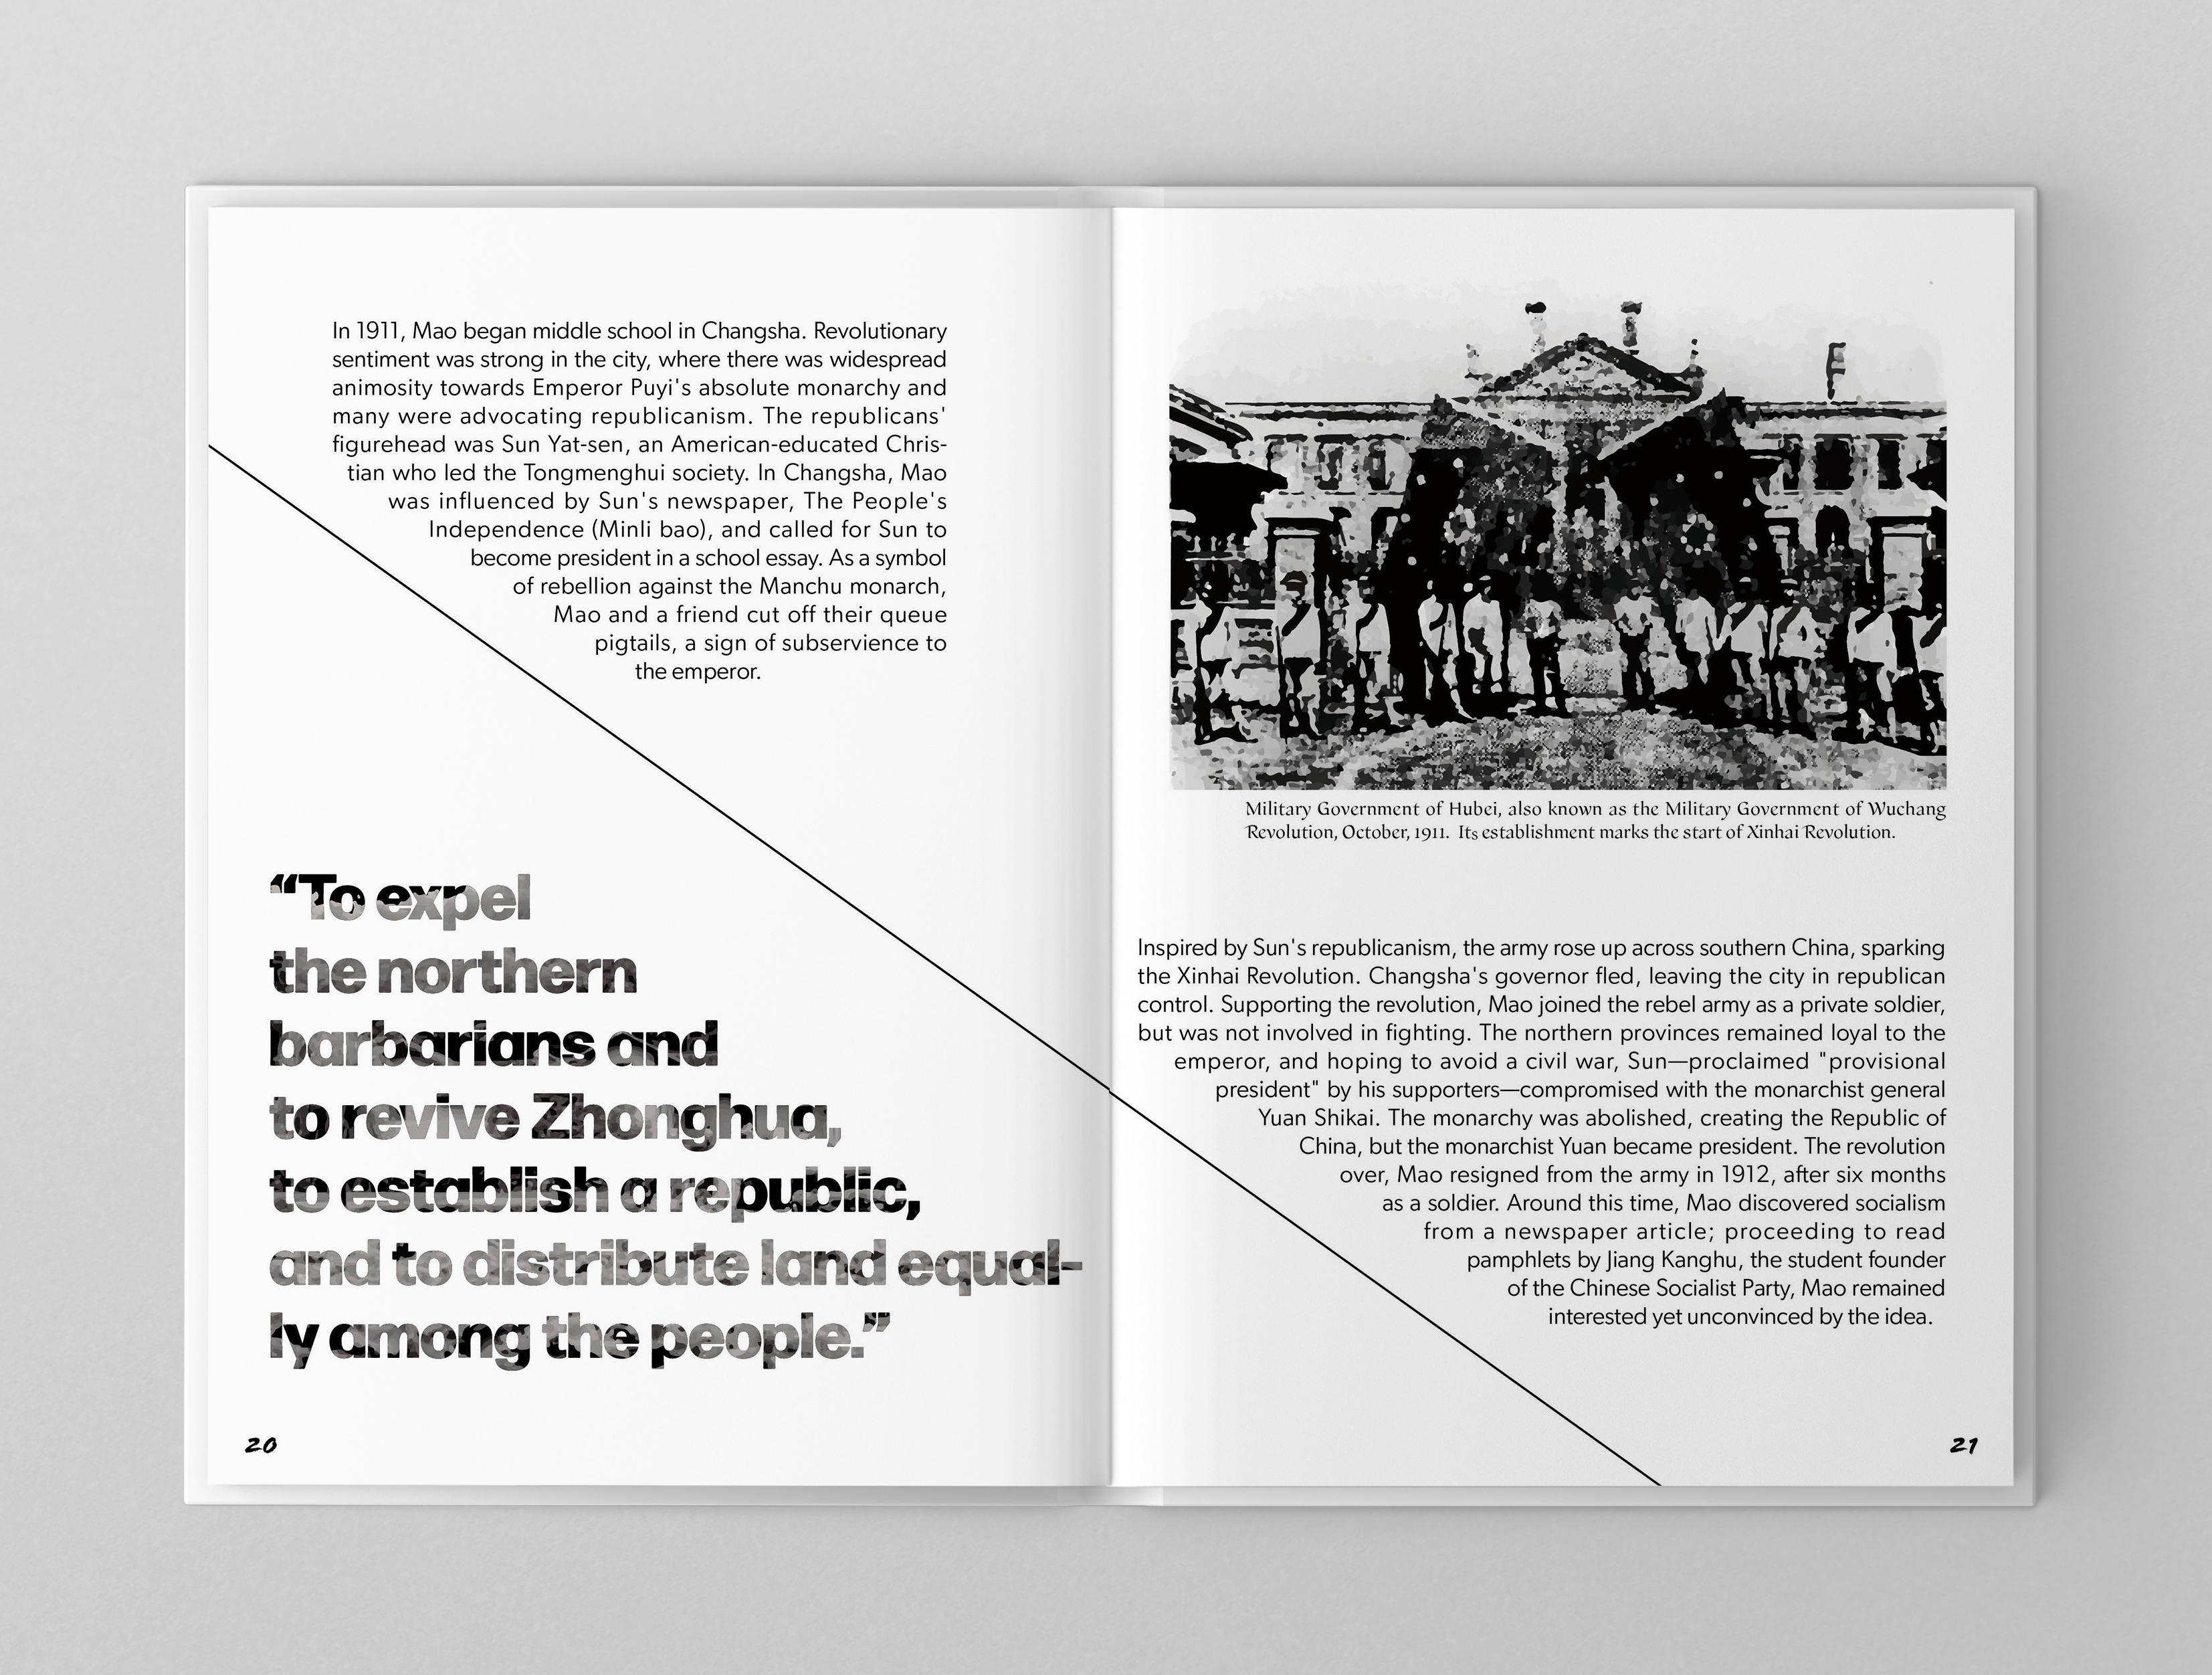 In 1911, Mao began middle school in Changsha. Revolutionary
sentiment was strong in the city, where there was widespread
animosity towards Emperor Puyi's absolute monarchy and
many were advocating republicanism. The republicans'
figurehead was Sun Yat-sen, an American-educated Chris-
tian who led the Tongmenghui society. In Changsha, Mao
was influenced by Sun's newspaper, The People's
Independence (Minli bao), and called for Sun to
become president in a school essay. As a symbol
of rebellion against the Manchu monarch,
Mao and a friend cut off their queue
pigtails, a sign of subservience to
the emperor.
“To expel
the northern
barbarians and
to revive Zhonghua,
to establish a republic,
and to distribute land equal-
ly among the people.”
20
Military Government of Hubei, also known as the Military Government of Wuchang
Revolution, October, 1911. Its establishment marks the start of Xinhai Revolution.
Inspired by Sun's republicanism, the army rose up across southern China, sparking
the Xinhai Revolution. Changsha's governor fled, leaving the city in republican
control. Supporting the revolution, Mao joined the rebel army as a private soldier,
but was not involved in fighting. The northern provinces remained loyal to the
emperor, and hoping to avoid a civil war, Sun—proclaimed "provisional
president" by his supporters—compromised with the monarchist general
Yuan Shikai. The monarchy was abolished, creating the Republic of
China, but the monarchist Yuan became president. The revolution
over, Mao resigned from the army in 1912, after six months
as a soldier. Around this time, Mao discovered socialism
from a newspaper article; proceeding to read
pamphlets by Jiang Kanghu, the student founder
of the Chinese Socialist Party, Mao remained
interested yet unconvinced by the idea.
21